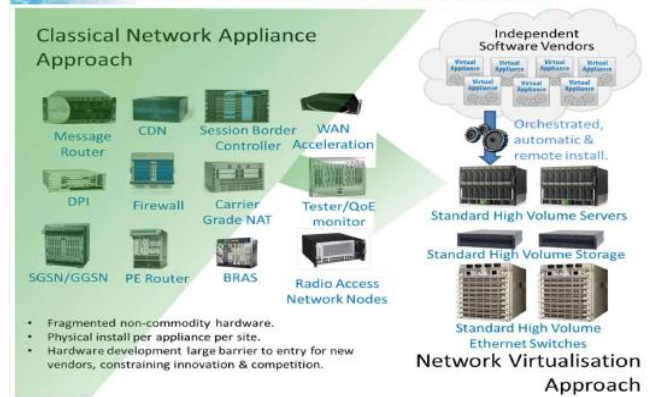 Classical Network Appliance
Approach
Message
Router
CDN
Session Border
Controller
WAN
Acceleration
DPI
Firewall
Carrier
Grade NAT
Tester/QoE
monitor
SGSN/GGSN
PE Router
BRAS
Radio Access
Network Nodes
• Fragmented non-commodity hardware.
• Physical install per appliance per site.
• Hardware development large barrier to entry for new
vendors, constraining innovation & competition.
Independent
Software Vendors
Virtual
Appliance
Virtual
Appliance
Virtual
Appliance
Virtual
Appliance
Virtual
Appliance
Virtual
Appliance
Virtual
Appliance
Orchestrated,
automatic &
remote install.
Standard High Volume Servers
Standard High Volume Storage
Standard High Volume
Ethernet Switches
Network Virtualisation
Approach